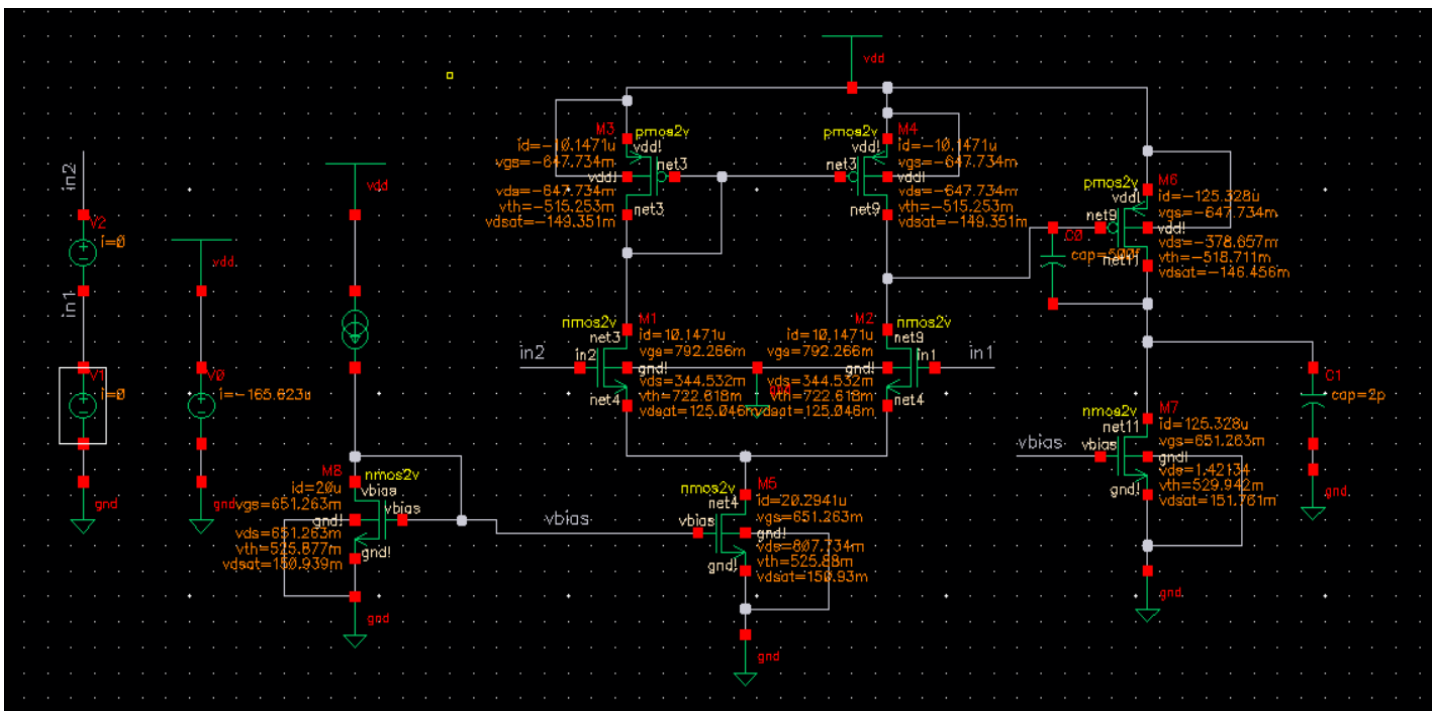 in2
V2
i=0
in1
V1
i=0
vdd
V0
i=-165.623u
gnd
gnd
vdd
M8
nmos2v
id=20u
vbias
vgs=651.263m
vbias
gnd!
vds=651.263m
vth=525.877m
gnd!
vdsat=150.939m
gnd
vbias
vdd
M3
pmos2v
id=-10.1471u
vdd!
vgs=-647.734m
net3
vdd!
vds=-647.734m
vth=-515.253m
net3
vdsat=-149.351m
pmos2v
M4
vdd!
id=-10.1471u
vgs=-647.734m
net3
vdd!
vds=-647.734m
vth=-515.253m
net9
vdsat=-149.351m
nmos2v
M1
net3
id=10.1471u
vgs=792.266m
in2
in2
gnd!
vds=344.532m
vth=722.618m
net4
vdsat=125.046m
M2
nmos2v
id=10.1471u
net9
vgs=792.266m
in1
in1
gnd!
vds=344.532m
vth=722.618m
net4
vdsat=125.046m
M5
nmos2v
net4
id=20.2941u
vgs=651.263m
vbias
gnd!
vds=607.734m
gnd!
vth=525.88m
vdsat=150.93m
gnd
pmos2v
M6
vdd!
id=-125.328u
net9
vgs=-647.734m
vdd!
C0
vds=-378.657m
cap=500f
net11
vth=-518.711m
vdsat=-146.456m
nmos2v
M7
net11
id=125.328u
vbias
vbias
vgs=651.263m
gnd!
vds=1.42134
gnd!
vth=529.942m
vdsat=151.761m
gnd
C1
cap=2p
gnd